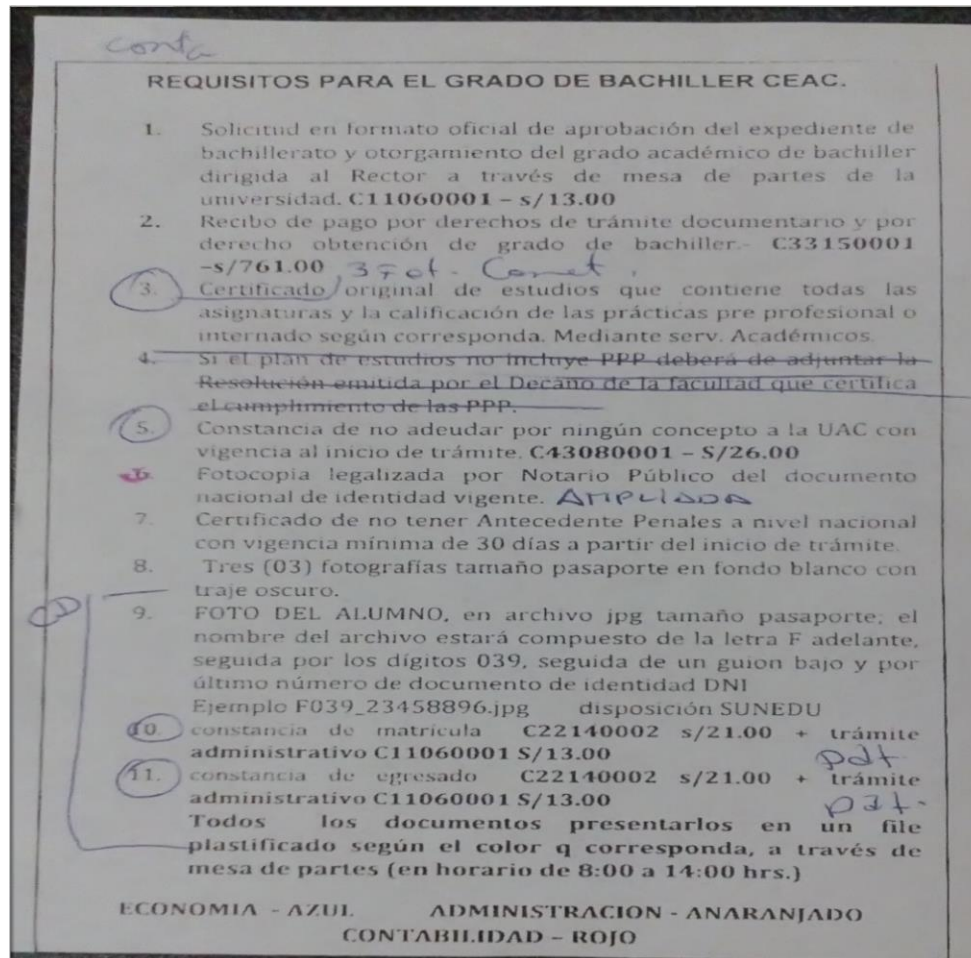 conta
REQUISITOS PARA EL GRADO DE BACHILLER CEAC.
1. Solicitud en formato oficial de aprobación del expediente de
bachillerato y otorgamiento del grado académico de bachiller
dirigida al Rector a través de mesa de partes de la
universidad. C11060001 – s/13.00
2. Recibo de pago por derechos de trámite documentario y por
derecho obtención de grado de bachiller.- C33150001
–s/761.00
3. Certificado original de estudios que contiene todas las
asignaturas y la calificación de las prácticas pre profesional o
internado según corresponda. Mediante serv. Académicos.
4. Si el plan de estudios no incluye PPP deberá de adjuntar la
Resolución emitida por el Decano de la facultad que certifica
el cumplimiento de las PPP.
5. Constancia de no adeudar por ningún concepto a la UAC con
vigencia al inicio de trámite. C43080001 – S/26.00
Fotocopia legalizada por Notario Público del documento
nacional de identidad vigente. AMPLIADA
7. Certificado de no tener Antecedente Penales a nivel nacional
con vigencia mínima de 30 días a partir del inicio de trámite.
8. Tres (03) fotografías tamaño pasaporte en fondo blanco con
traje oscuro.
9. FOTO DEL ALUMNO, en archivo jpg tamaño pasaporte; el
nombre del archivo estará compuesto de la letra F adelante,
seguida por los dígitos 039, seguida de un guion bajo y por
último número de documento de identidad DNI
Ejemplo F039_23458896.jpg disposición SUNEDU
10. constancia de matrícula C22140002 s/21.00 + trámite
administrativo C11060001 S/13.00 pdt
11. constancia de egresado C22140002 s/21.00 + trámite
administrativo C11060001 S/13.00 pdt.
Todos los documentos presentarlos en un file
plastificado según el color q corresponda, a través de
mesa de partes (en horario de 8:00 a 14:00 hrs.)
ECONOMIA - AZUL ADMINISTRACION - ANARANJADO
CONTABILIDAD – ROJO